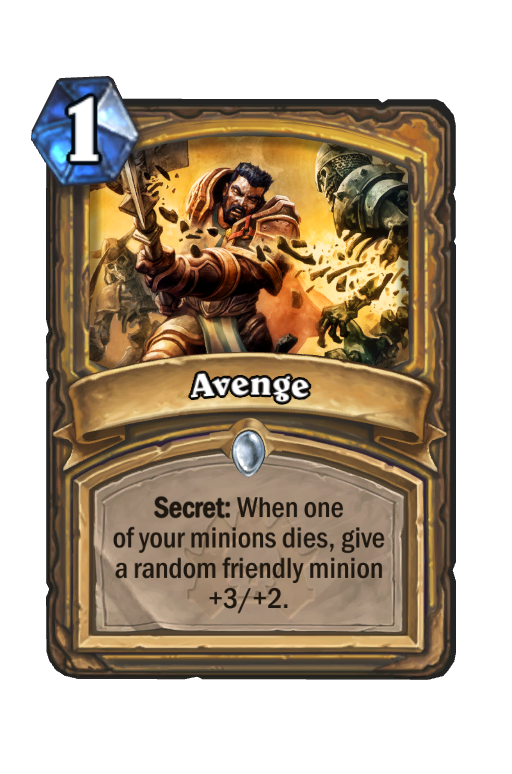 1
Avenge
Secret: When one
of your minions dies, give
a random friendly minion
+3/+2.